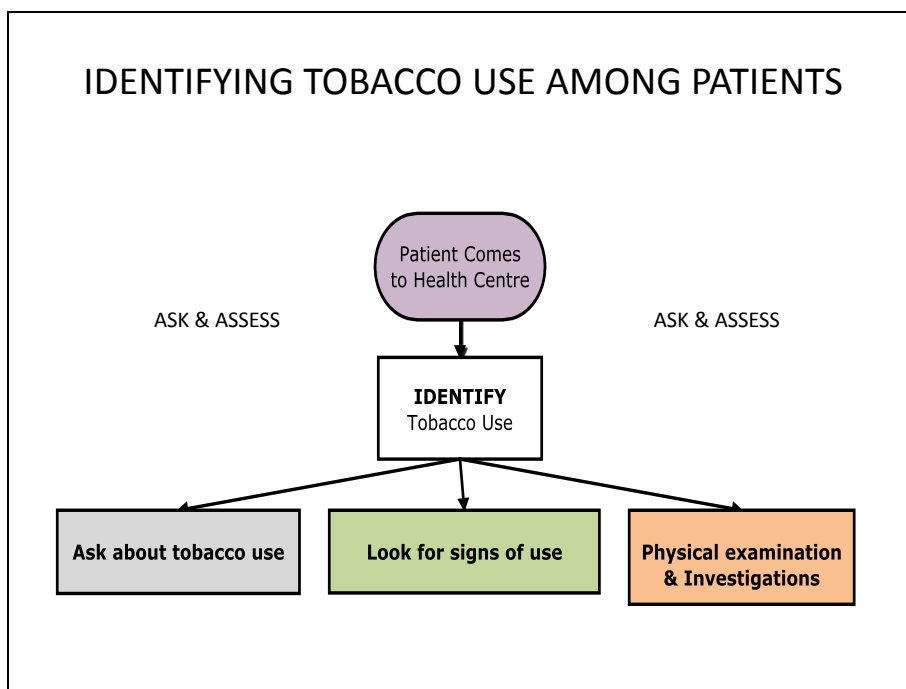 IDENTIFYING TOBACCO USE AMONG PATIENTS
Patient Comes
to Health Centre
ASK & ASSESS
ASK & ASSESS
IDENTIFY
Tobacco Use
Ask about tobacco use
Look for signs of use
Physical examination
& Investigations